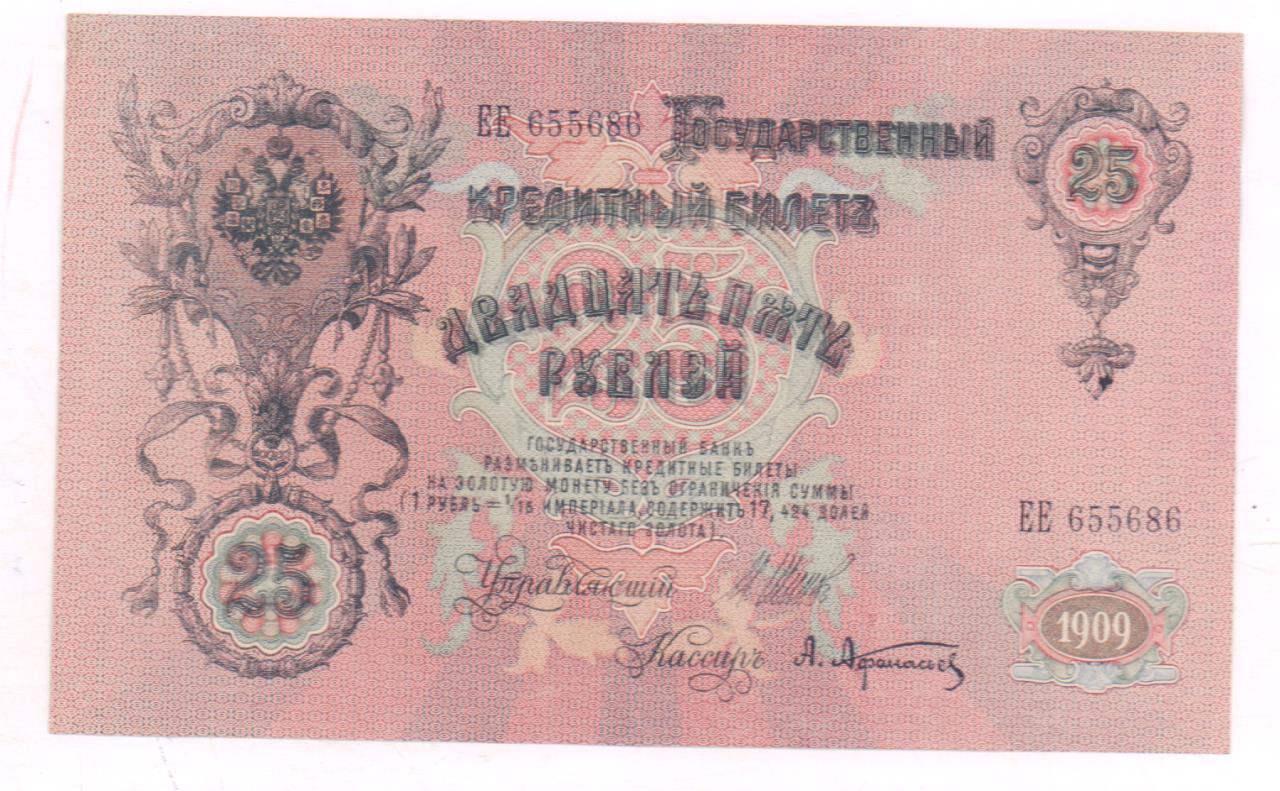 ЕЕ 655686
Государственный
кредитный билетъ
двадцать пять
рублей
ГОСУДАРСТВЕННЫЙ БАНКЪ
РАЗМѢНИВАЕТЪ КРЕДИТНЫЕ БИЛЕТЫ
НА ЗОЛОТУЮ МОНЕТУ БЕЗЪ ОГРАНИЧЕНІЯ СУММЫ
(1 РУБЛЬ = 1/15 ИМПЕРІАЛА, СОДЕРЖИТЪ 17,424 ДОЛЕЙ
ЧИСТАГО ЗОЛОТА).
Управляющій
Кассиръ А. Афанасьев
25
25
25
ЕЕ 655686
1909